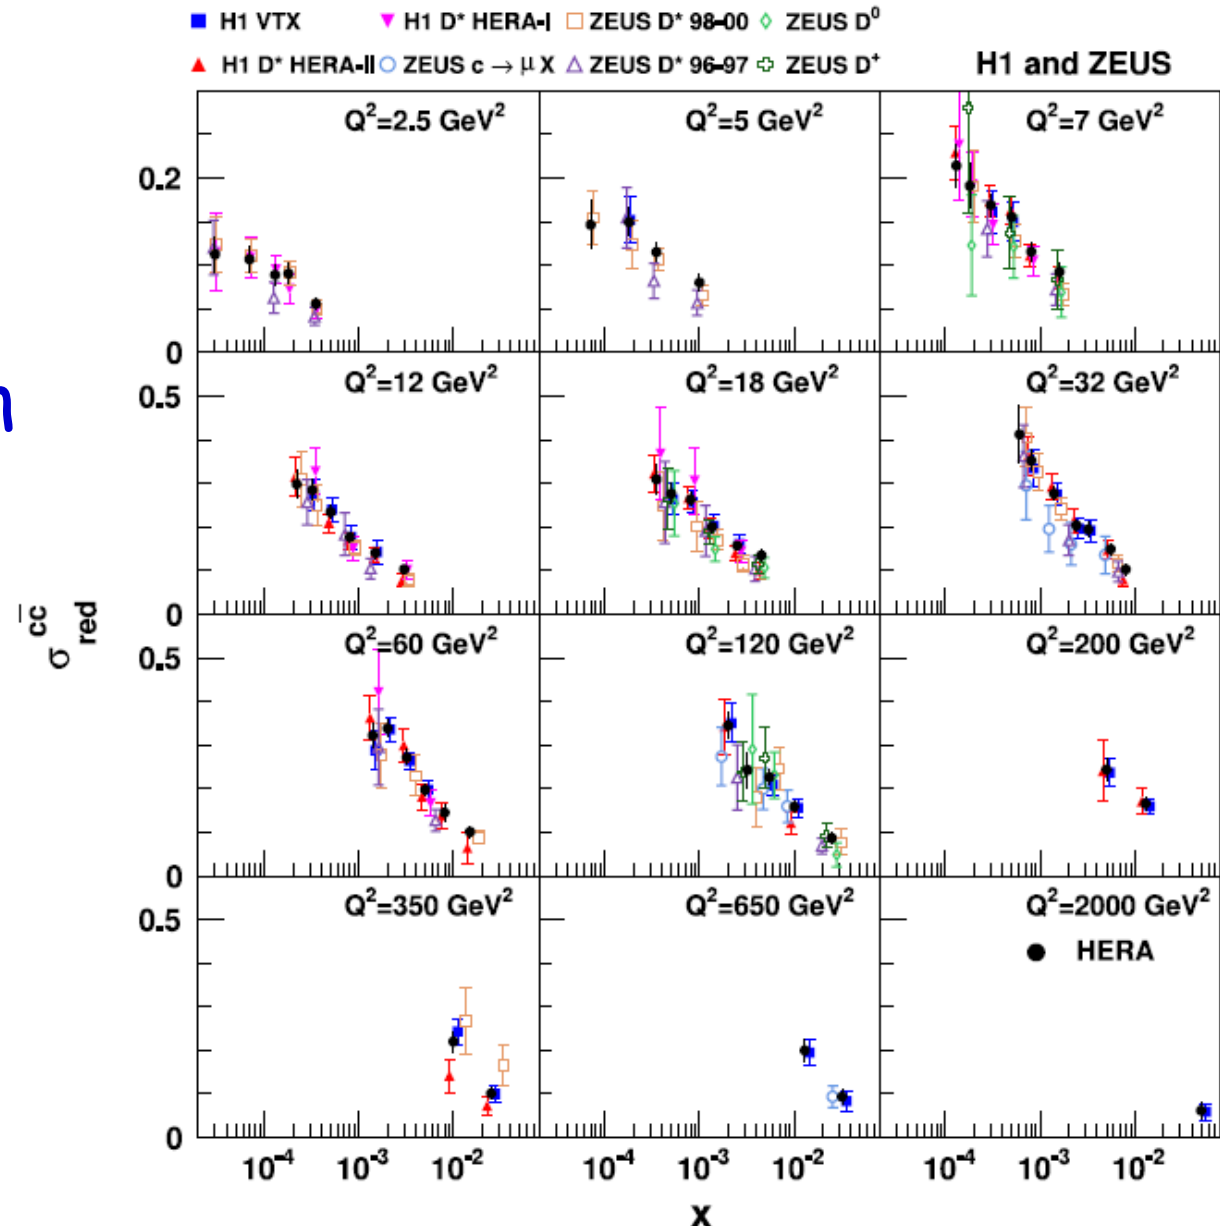 H1 VTX H1 D* HERA-I ZEUS D* 98-00 ZEUS D⁰
H1 D* HERA-II ZEUS c → μ X ZEUS D* 96-97 ZEUS D⁺
H1 and ZEUS
Q²=2.5 GeV² Q²=5 GeV² Q²=7 GeV²
0.2
0
Q²=12 GeV² Q²=18 GeV² Q²=32 GeV²
0.5
0
σ_red^cc̄
Q²=60 GeV² Q²=120 GeV² Q²=200 GeV²
0.5
0
Q²=350 GeV² Q²=650 GeV² Q²=2000 GeV²
0.5
HERA
0
10⁻⁴ 10⁻³ 10⁻² 10⁻⁴ 10⁻³ 10⁻² 10⁻⁴ 10⁻³ 10⁻²
x